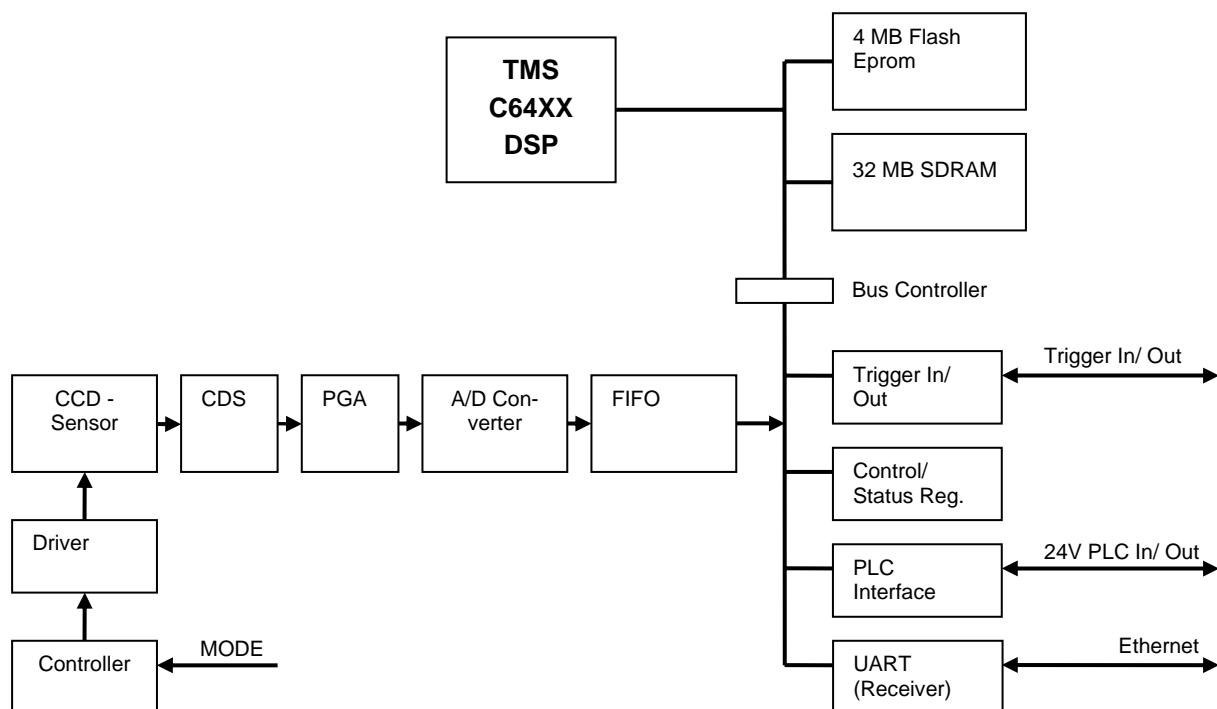 TMS
C64XX
DSP
4 MB Flash
Eprom
32 MB SDRAM
Bus Controller
Trigger In/
Out
Trigger In/ Out
CCD -
Sensor
CDS
PGA
A/D Con-
verter
FIFO
Control/
Status Reg.
Driver
PLC
Interface
24V PLC In/ Out
Controller
MODE
UART
(Receiver)
Ethernet